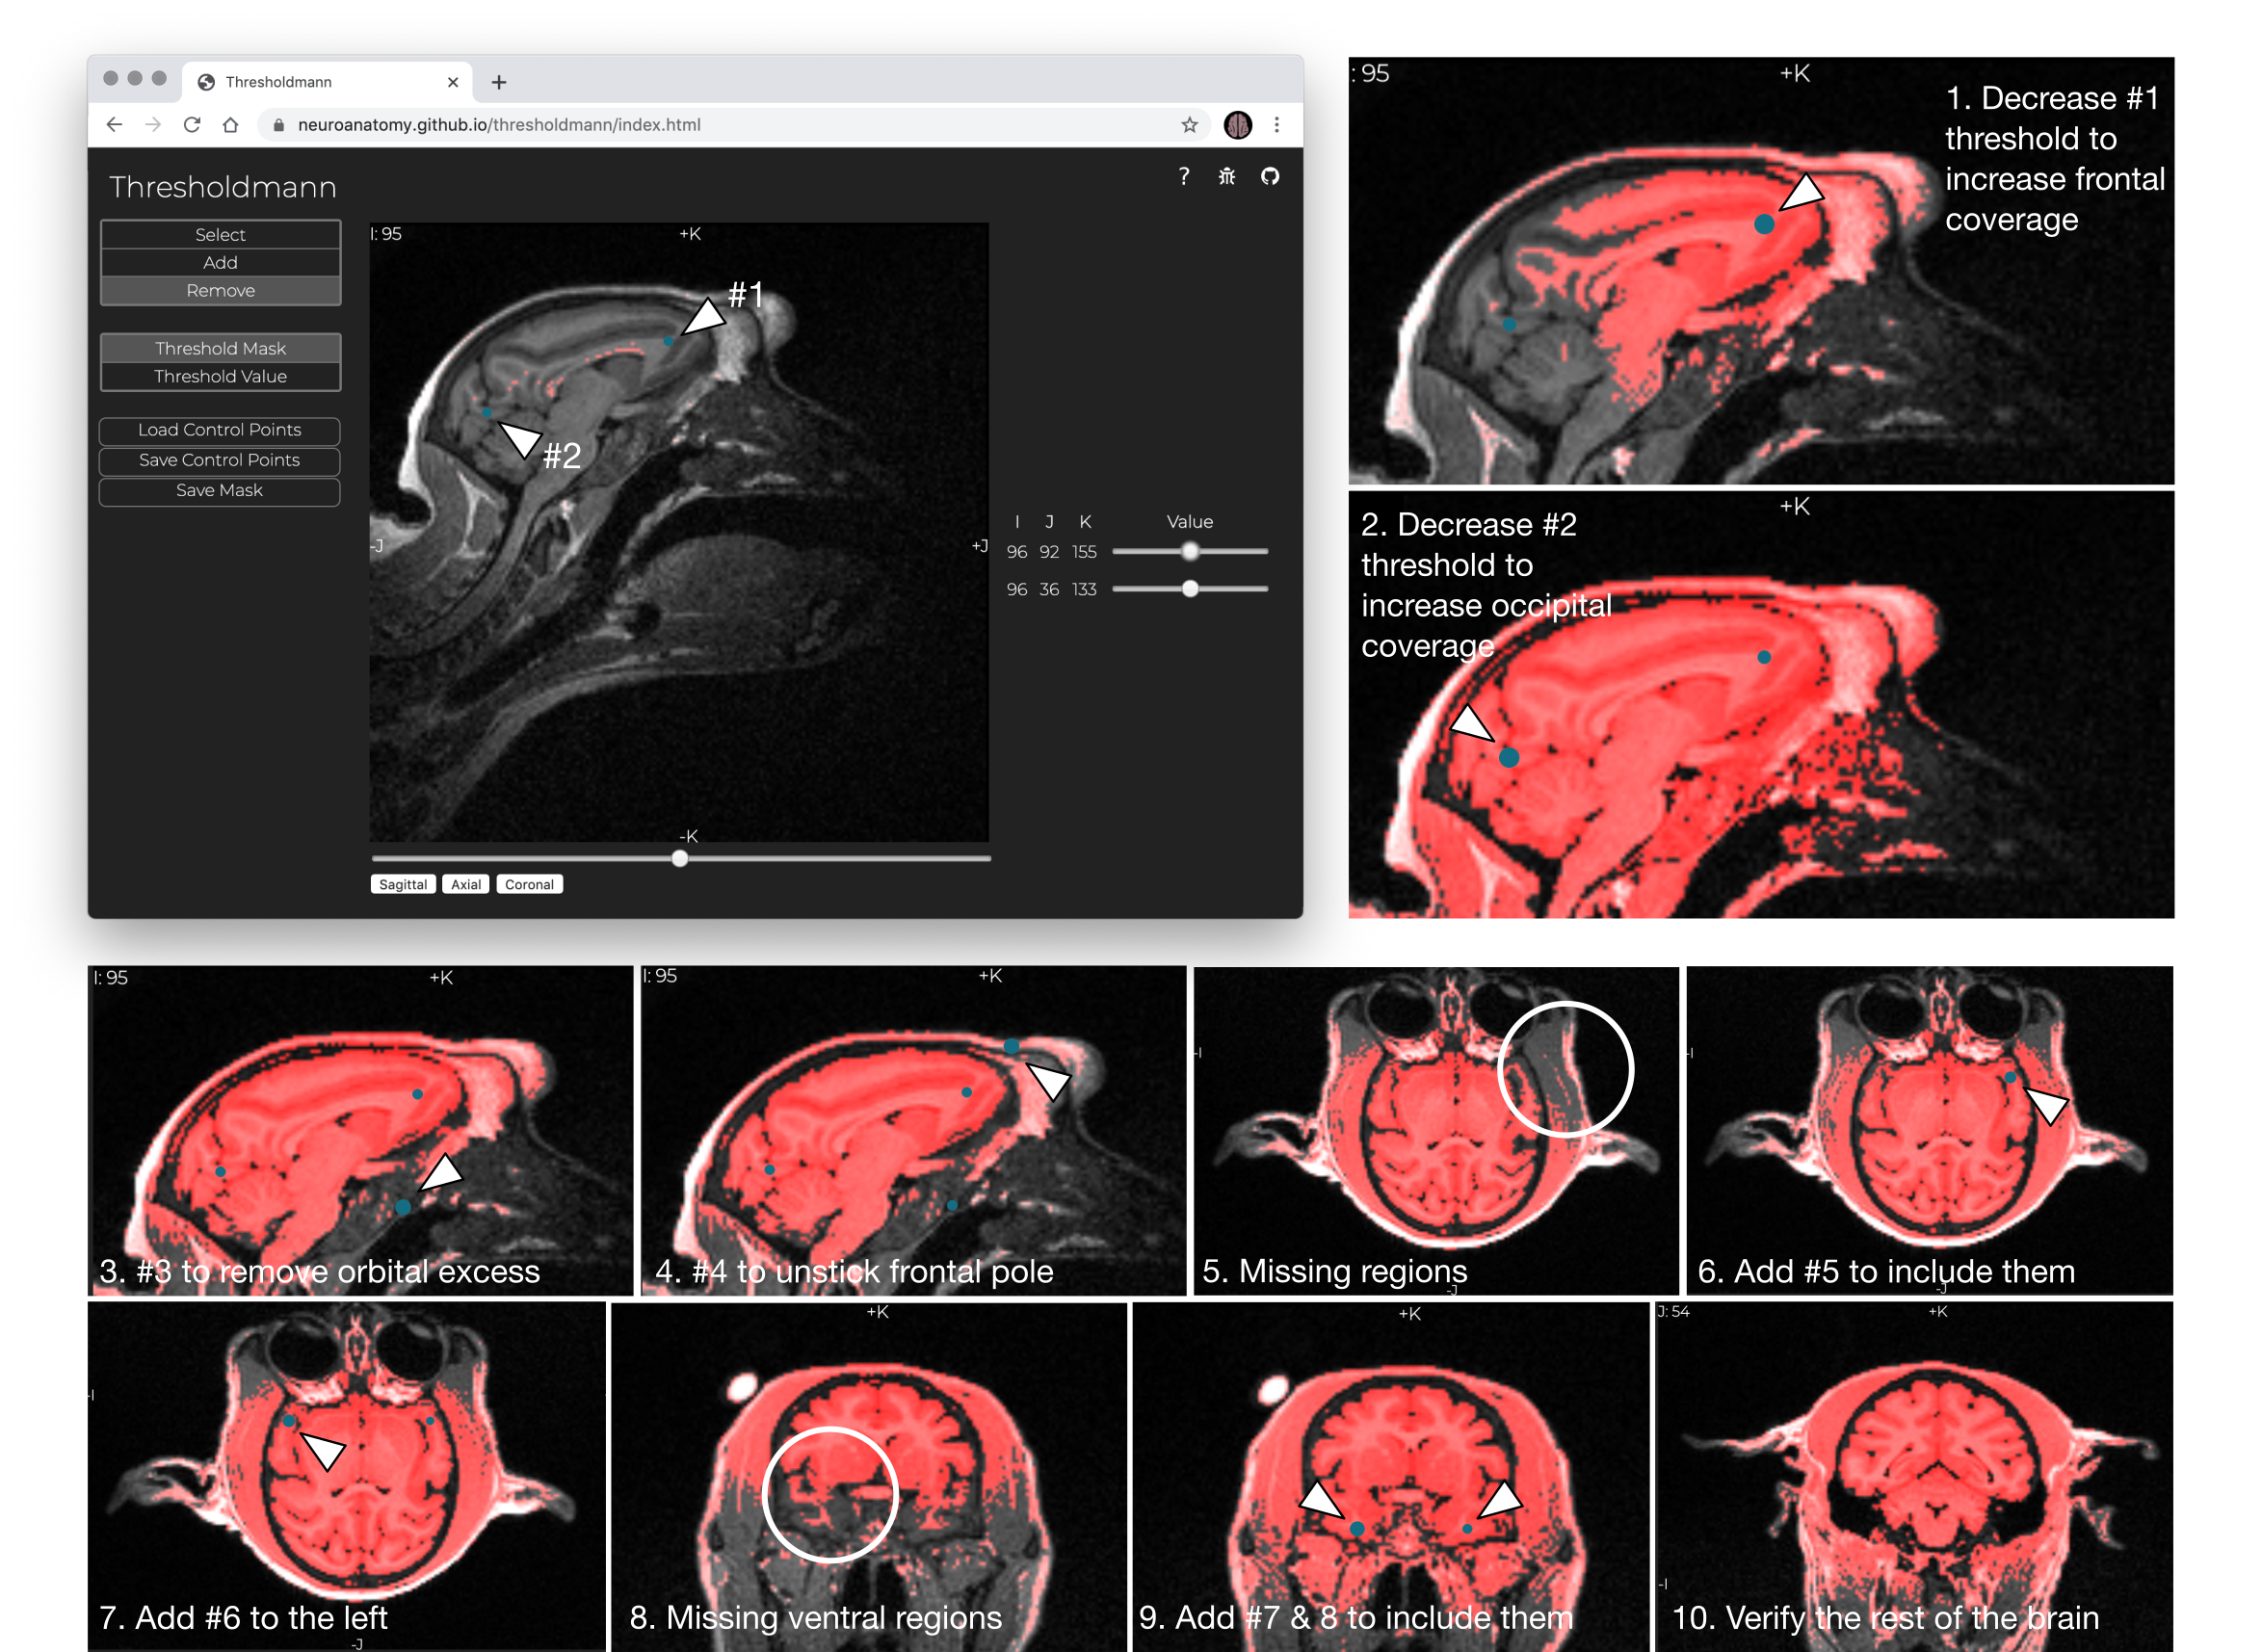 Thresholdmann
neuroanatomy.github.io/thresholdmann/index.html
Thresholdmann
?
Select
Add
Remove
Threshold Mask
Threshold Value
Load Control Points
Save Control Points
Save Mask
I: 95
+K
#1
#2
-J
+J
-K
I J K Value
96 92 155
96 36 133
Sagittal Axial Coronal
: 95
+K
1. Decrease #1
threshold to
increase frontal
coverage
+K
2. Decrease #2
threshold to
increase occipital
coverage
I: 95
+K
3. #3 to remove orbital excess
I: 95
+K
4. #4 to unstick frontal pole
-I
5. Missing regions
-J
-I
6. Add #5 to include them
-J
-I
7. Add #6 to the left
-J
+K
8. Missing ventral regions
+K
9. Add #7 & 8 to include them
J: 54
+K
-I
10. Verify the rest of the brain